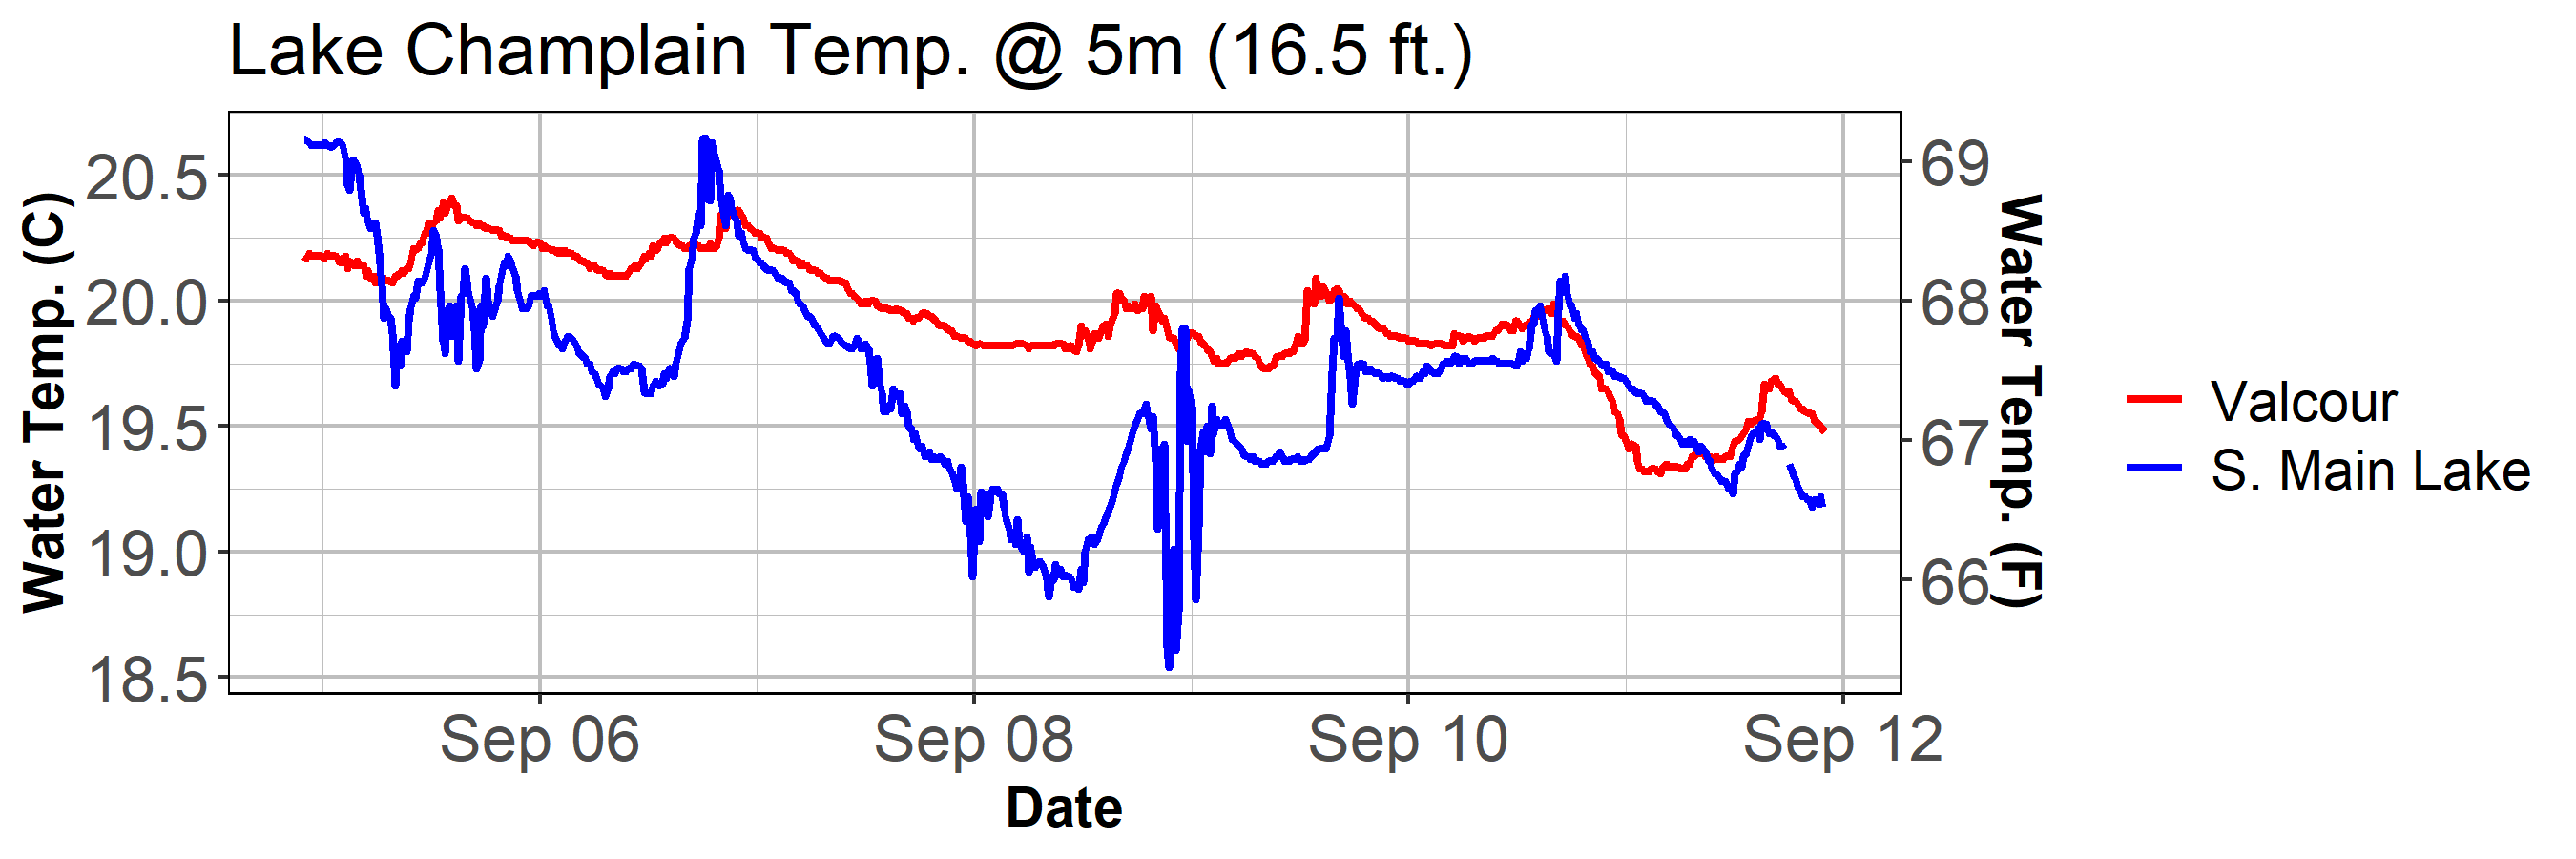 Lake Champlain Temp. @ 5m (16.5 ft.)
Water Temp. (C)
20.5
20.0
19.5
19.0
18.5
69
68
67
66
Water Temp. (F)
Sep 06
Sep 08
Sep 10
Sep 12
Date
Valcour
S. Main Lake